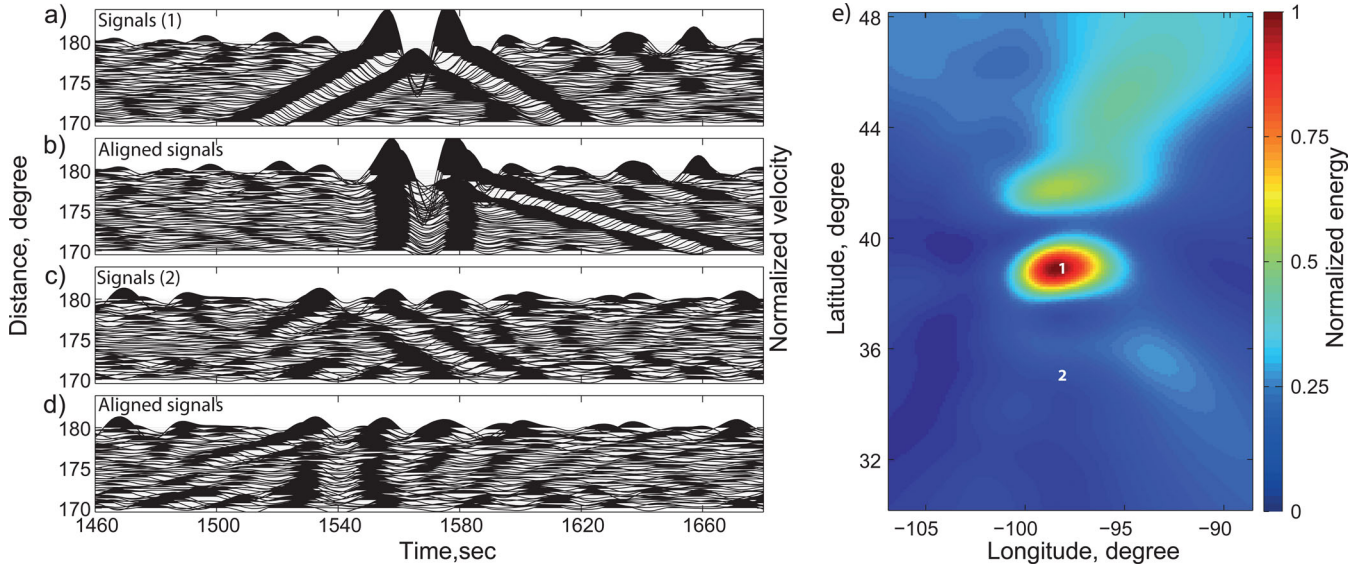 a)
Signals (1)
180
175
170
b)
Aligned signals
180
175
170
c)
Signals (2)
180
175
170
d)
Aligned signals
180
175
170
1460
1500
1540
1580
1620
1660
Time,sec
Distance, degree
Normalized velocity
e)
48
44
40
36
32
Latitude, degree
1
2
−105
−100
−95
−90
Longitude, degree
1
0.75
0.5
0.25
0
Normalized energy